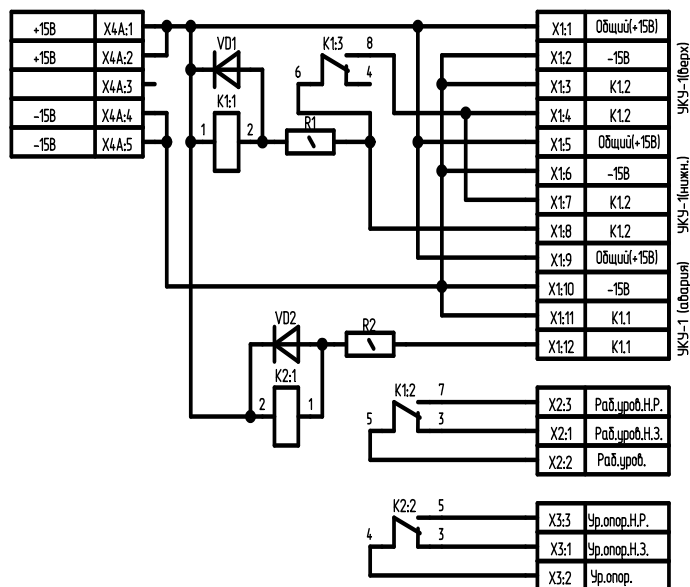 +15В X4А:1
+15В X4А:2
X4А:3
-15В X4А:4
-15В X4А:5
VD1
K1:1
1 2
R1
K1:3
8
6 4
X1:1 Общий(+15В)
X1:2 -15В
X1:3 К1.2
X1:4 К1.2
X1:5 Общий(+15В)
X1:6 -15В
X1:7 К1.2
X1:8 К1.2
X1:9 Общий(+15В)
X1:10 -15В
X1:11 К1.1
X1:12 К1.1
УКУ-1(верх)
УКУ-1(нижн.)
УКУ-1 (авария)
VD2
K2:1
2 1
R2
K1:2
7
5 3
X2:3 Раб.уров.Н.Р.
X2:1 Раб.уров.Н.З.
X2:2 Раб.уров.
K2:2
5
4 3
X3:3 Ур.опор.Н.Р.
X3:1 Ур.опор.Н.З.
X3:2 Ур.опор.